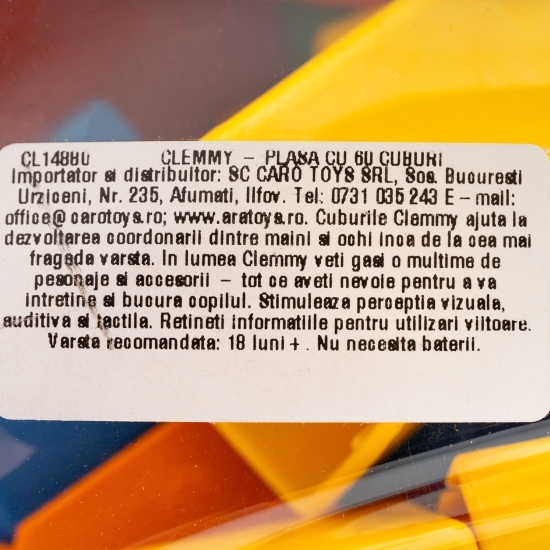 CL14880 CLEMMY – PLASA CU 60 CUBURI
Importator si distribuitor: SC CARO TOYS SRL, Sos. Bucuresti
Urziceni, Nr. 235, Afumati, Ilfov. Tel: 0731 035 243 E – mail:
office@carotoys.ro; www.aratoys.ro. Cuburile Clemmy ajuta la
dezvoltarea coordonarii dintre maini si ochi inca de la cea mai
frageda varsta. In lumea Clemmy veti gasi o multime de
pesonaje si accesorii – tot ce aveti nevoie pentru a va
intretine si bucura copilul. Stimuleaza perceptia vizuala,
auditiva si tactila. Retineti informatiile pentru utilizari viitoare.
Varsta recomandata: 18 luni + . Nu necesita baterii.